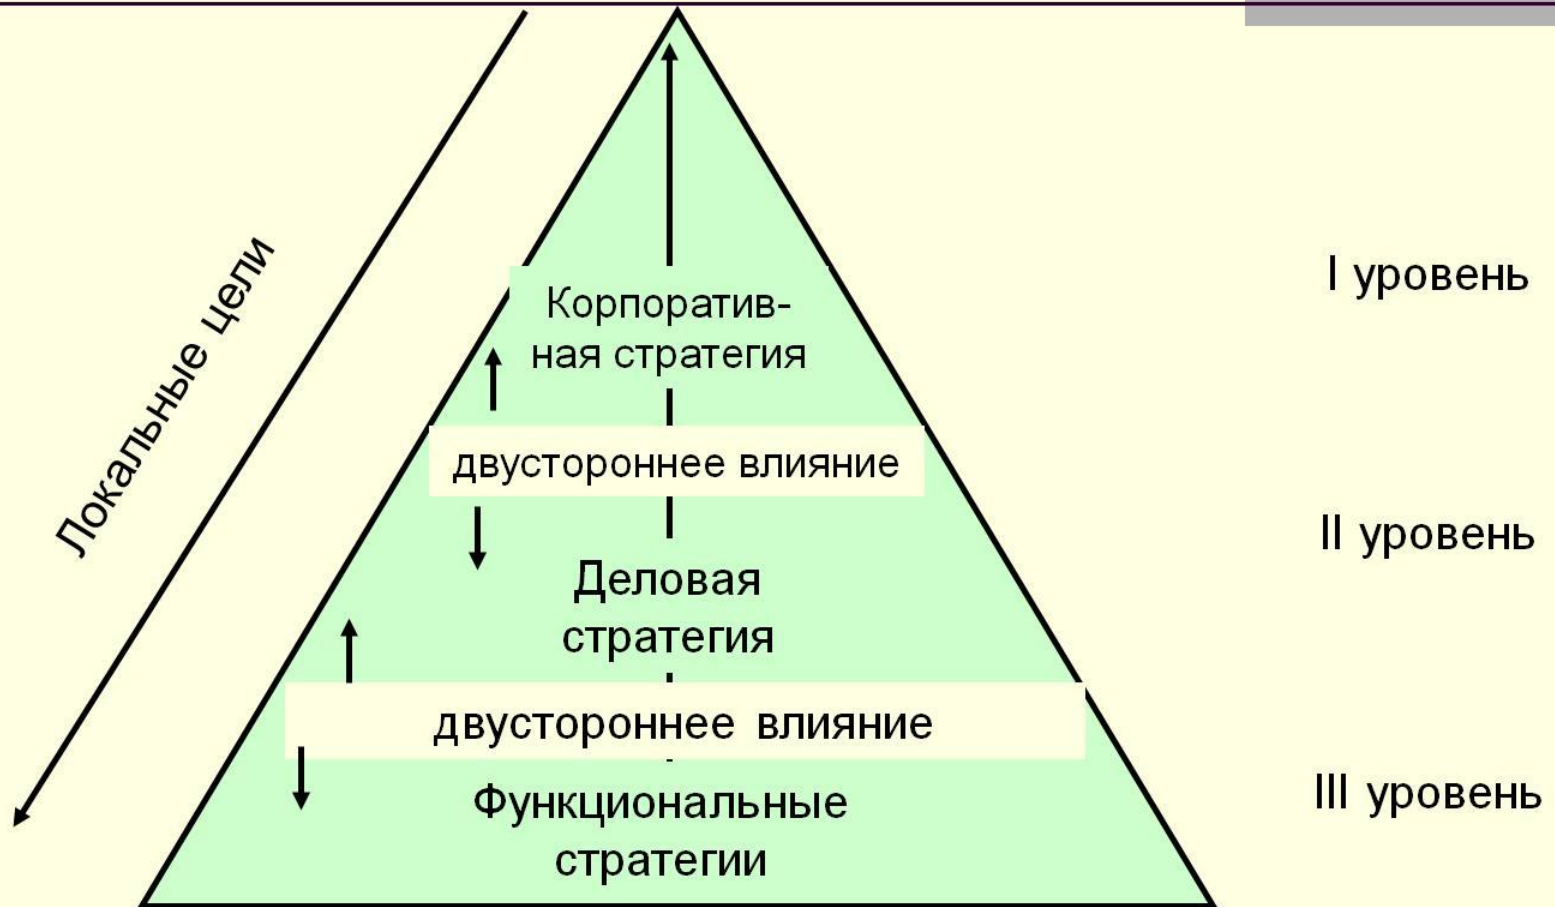 Локальные цели
I уровень
Корпоратив-
ная стратегия
двустороннее влияние
II уровень
Деловая
стратегия
двустороннее влияние
III уровень
Функциональные
стратегии